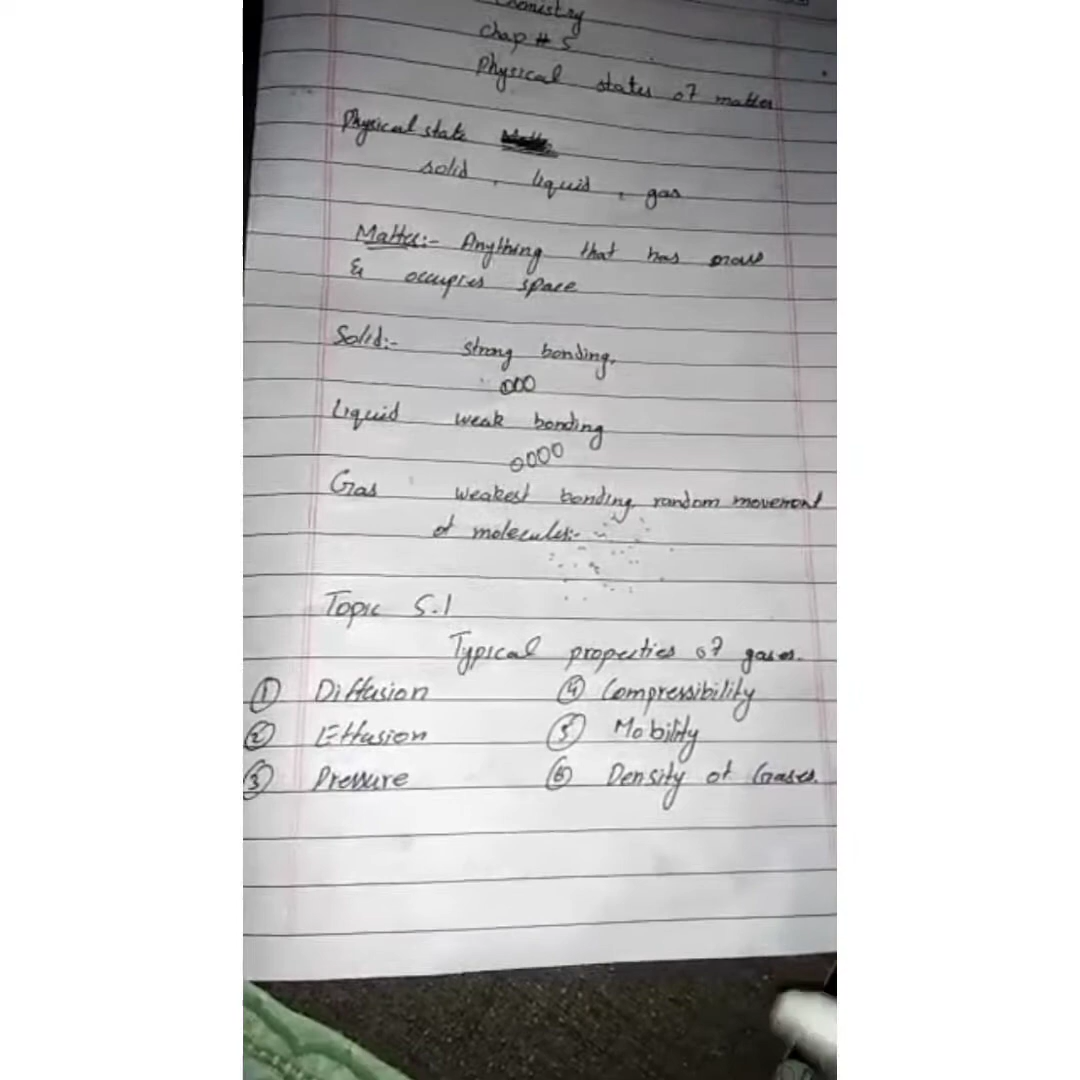 Chemistry
Chap # 5
Physical states of matter
Physical state
solid, liquid, gas
Matter:- Anything that has mass
& occupies space
Solid:- strong bonding.
Liquid weak bonding
Gas weakest bonding, random movement
of molecules:-
Topic 5.1
Typical properties of gases.
① Diffusion ④ Compressibility
② Effusion ⑤ Mobility
③ Pressure ⑥ Density of Gases.